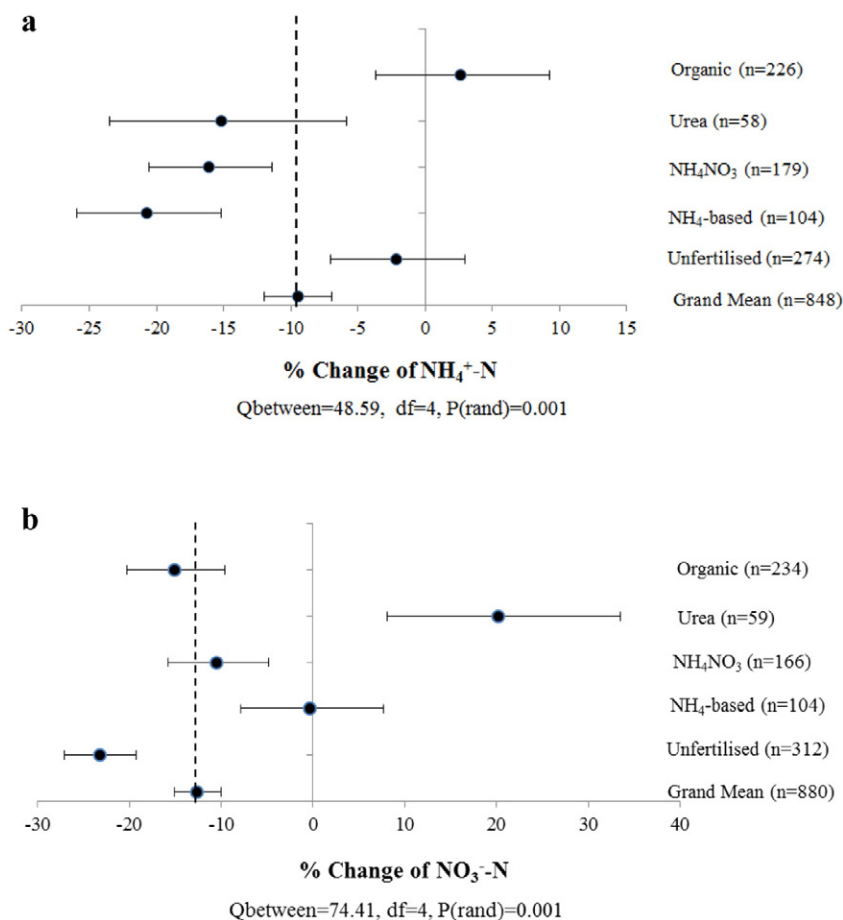 a
Organic (n=226)
Urea (n=58)
NH₄NO₃ (n=179)
NH₄-based (n=104)
Unfertilised (n=274)
Grand Mean (n=848)
-30 -25 -20 -15 -10 -5 0 5 10 15
% Change of NH₄⁺-N
Qbetween=48.59, df=4, P(rand)=0.001
b
Organic (n=234)
Urea (n=59)
NH₄NO₃ (n=166)
NH₄-based (n=104)
Unfertilised (n=312)
Grand Mean (n=880)
-30 -20 -10 0 10 20 30 40
% Change of NO₃⁻-N
Qbetween=74.41, df=4, P(rand)=0.001